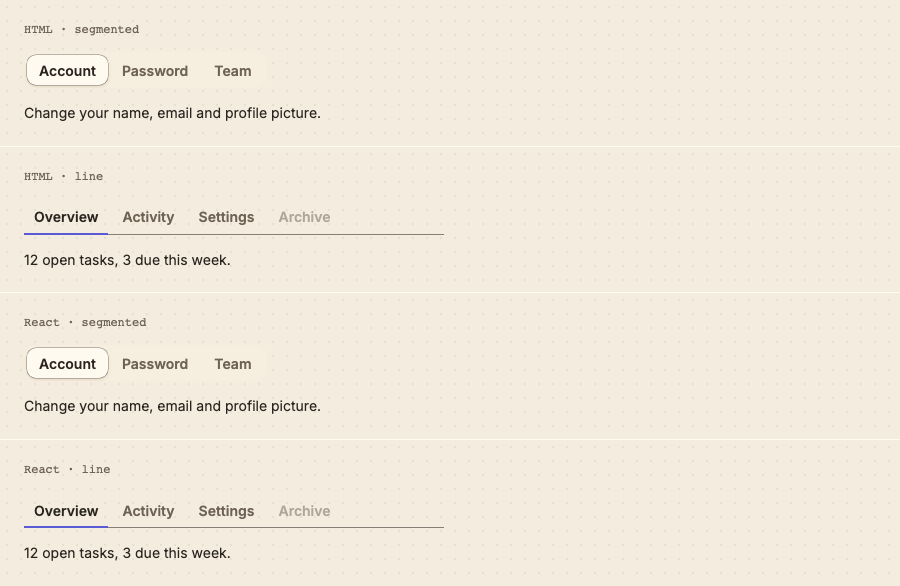 HTML · segmented
Account Password Team
Change your name, email and profile picture.
HTML · line
Overview Activity Settings Archive
12 open tasks, 3 due this week.
React · segmented
Account Password Team
Change your name, email and profile picture.
React · line
Overview Activity Settings Archive
12 open tasks, 3 due this week.